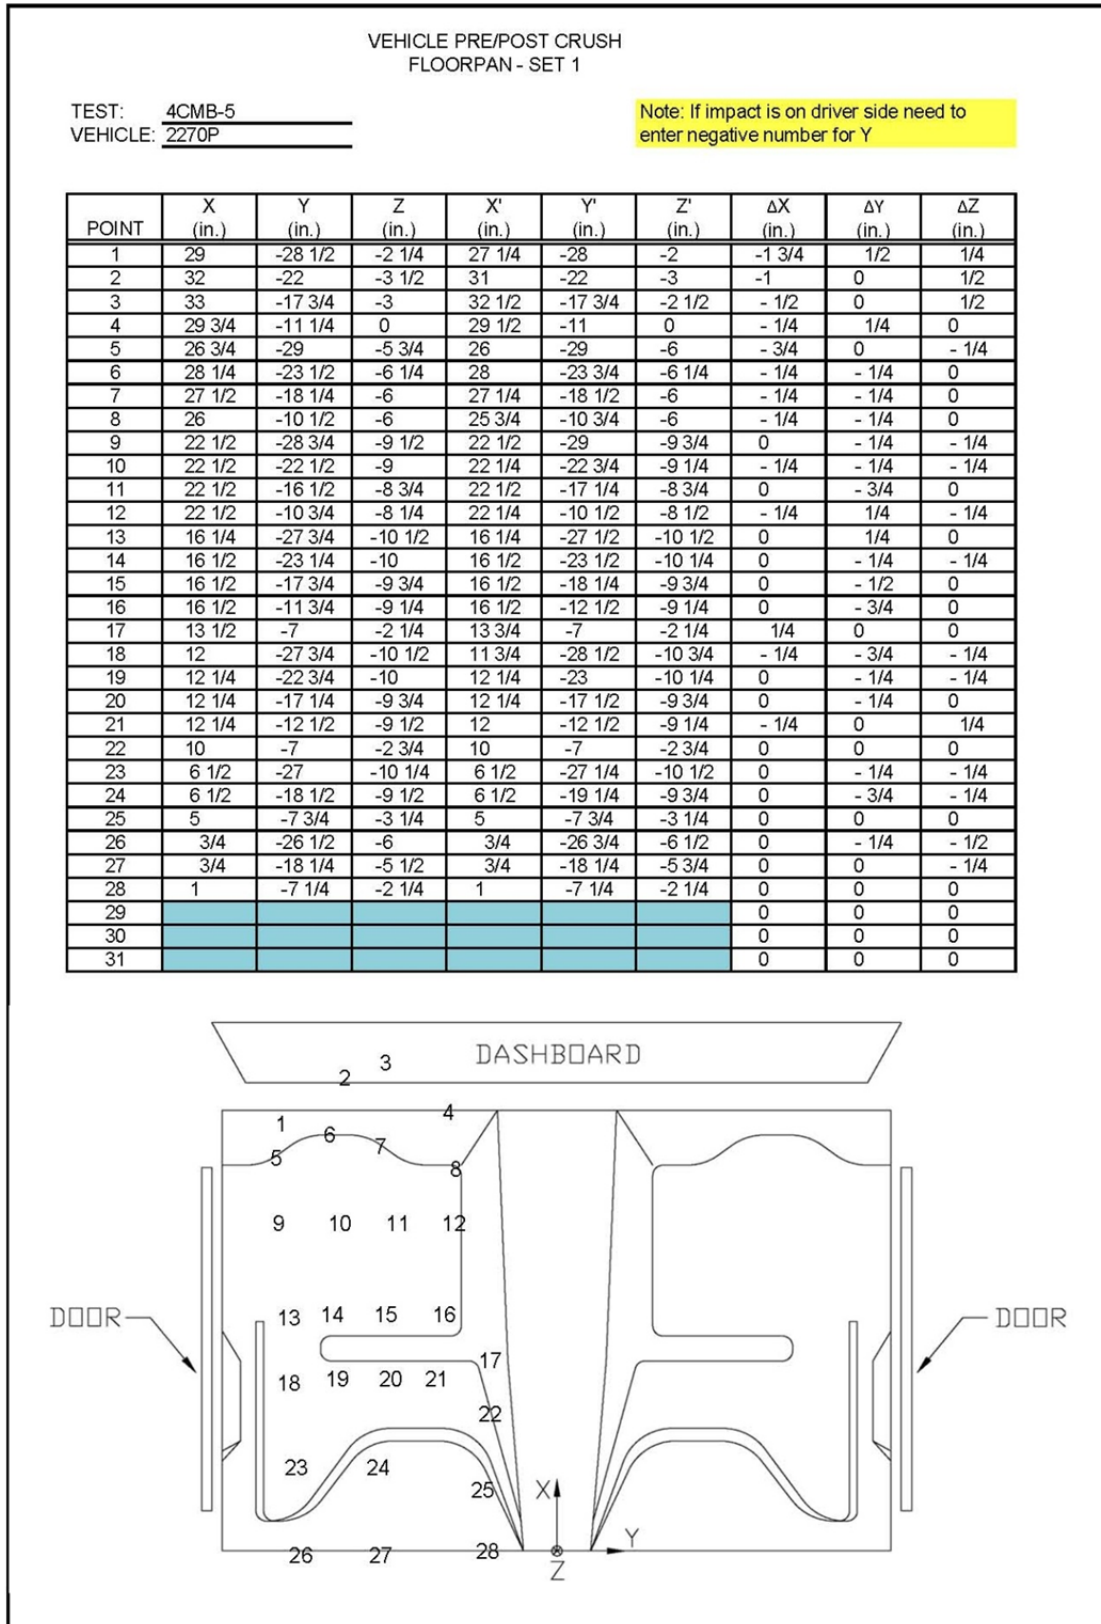 VEHICLE PRE/POST CRUSH
FLOORPAN - SET 1
TEST: 4CMB-5
VEHICLE: 2270P
Note: If impact is on driver side need to
enter negative number for Y
POINT X (in.) Y (in.) Z (in.) X' (in.) Y' (in.) Z' (in.) ΔX (in.) ΔY (in.) ΔZ (in.)
1 29 -28 1/2 -2 1/4 27 1/4 -28 -2 -1 3/4 1/2 1/4
2 32 -22 -3 1/2 31 -22 -3 -1 0 1/2
3 33 -17 3/4 -3 32 1/2 -17 3/4 -2 1/2 - 1/2 0 1/2
4 29 3/4 -11 1/4 0 29 1/2 -11 0 - 1/4 1/4 0
5 26 3/4 -29 -5 3/4 26 -29 -6 - 3/4 0 - 1/4
6 28 1/4 -23 1/2 -6 1/4 28 -23 3/4 -6 1/4 - 1/4 - 1/4 0
7 27 1/2 -18 1/4 -6 27 1/4 -18 1/2 -6 - 1/4 - 1/4 0
8 26 -10 1/2 -6 25 3/4 -10 3/4 -6 - 1/4 - 1/4 0
9 22 1/2 -28 3/4 -9 1/2 22 1/2 -29 -9 3/4 0 - 1/4 - 1/4
10 22 1/2 -22 1/2 -9 22 1/4 -22 3/4 -9 1/4 - 1/4 - 1/4 - 1/4
11 22 1/2 -16 1/2 -8 3/4 22 1/2 -17 1/4 -8 3/4 0 - 3/4 0
12 22 1/2 -10 3/4 -8 1/4 22 1/4 -10 1/2 -8 1/2 - 1/4 1/4 - 1/4
13 16 1/4 -27 3/4 -10 1/2 16 1/4 -27 1/2 -10 1/2 0 1/4 0
14 16 1/2 -23 1/4 -10 16 1/2 -23 1/2 -10 1/4 0 - 1/4 - 1/4
15 16 1/2 -17 3/4 -9 3/4 16 1/2 -18 1/4 -9 3/4 0 - 1/2 0
16 16 1/2 -11 3/4 -9 1/4 16 1/2 -12 1/2 -9 1/4 0 - 3/4 0
17 13 1/2 -7 -2 1/4 13 3/4 -7 -2 1/4 1/4 0 0
18 12 -27 3/4 -10 1/2 11 3/4 -28 1/2 -10 3/4 - 1/4 - 3/4 - 1/4
19 12 1/4 -22 3/4 -10 12 1/4 -23 -10 1/4 0 - 1/4 - 1/4
20 12 1/4 -17 1/4 -9 3/4 12 1/4 -17 1/2 -9 3/4 0 - 1/4 0
21 12 1/4 -12 1/2 -9 1/2 12 -12 1/2 -9 1/4 - 1/4 0 1/4
22 10 -7 -2 3/4 10 -7 -2 3/4 0 0 0
23 6 1/2 -27 -10 1/4 6 1/2 -27 1/4 -10 1/2 0 - 1/4 - 1/4
24 6 1/2 -18 1/2 -9 1/2 6 1/2 -19 1/4 -9 3/4 0 - 3/4 - 1/4
25 5 -7 3/4 -3 1/4 5 -7 3/4 -3 1/4 0 0 0
26 3/4 -26 1/2 -6 3/4 -26 3/4 -6 1/2 0 - 1/4 - 1/2
27 3/4 -18 1/4 -5 1/2 3/4 -18 1/4 -5 3/4 0 0 - 1/4
28 1 -7 1/4 -2 1/4 1 -7 1/4 -2 1/4 0 0 0
29 0 0 0
30 0 0 0
31 0 0 0
DASHBOARD
3
2
4
1
6
7
5
8
9 10 11 12
DOOR
13 14 15 16
DOOR
17
18 19 20 21
22
23 24
25
X
Y
26 27 28
Z